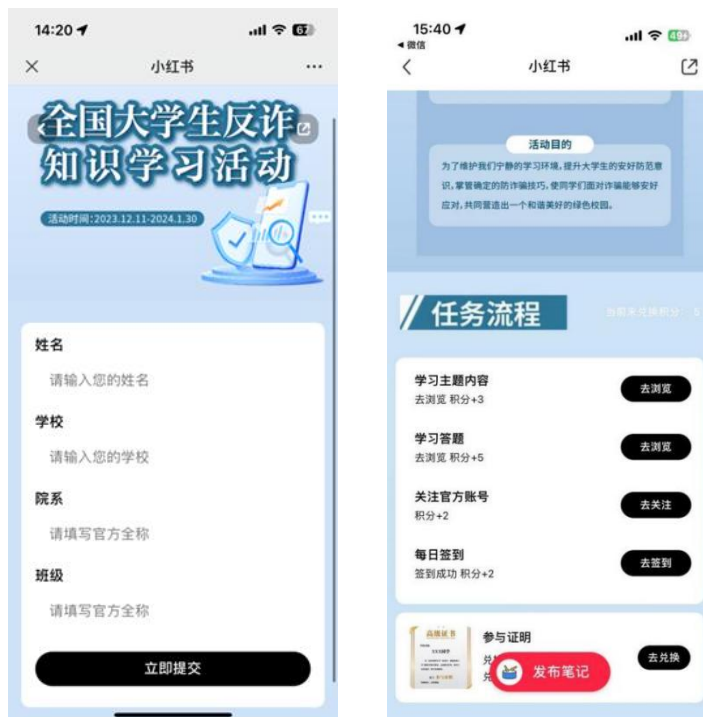 14:20
67
小红书
全国大学生反诈
知识学习活动
活动时间:2023.12.11-2024.1.30
姓名
请输入您的姓名
学校
请输入您的学校
院系
请填写官方全称
班级
请填写官方全称
立即提交
15:40
49
微信
小红书
活动目的
为了维护我们宁静的学习环境,提升大学生的安好防范意
识,掌管确定的防诈骗技巧,使同学们面对诈骗能够安好
应对,共同营造出一个和谐美好的绿色校园。
任务流程
学习主题内容
去浏览 积分+3
去浏览
学习答题
去浏览 积分+5
去浏览
关注官方账号
积分+2
去关注
每日签到
签到成功 积分+2
去签到
高级证书
参与证明
兑
兑
去兑换
发布笔记